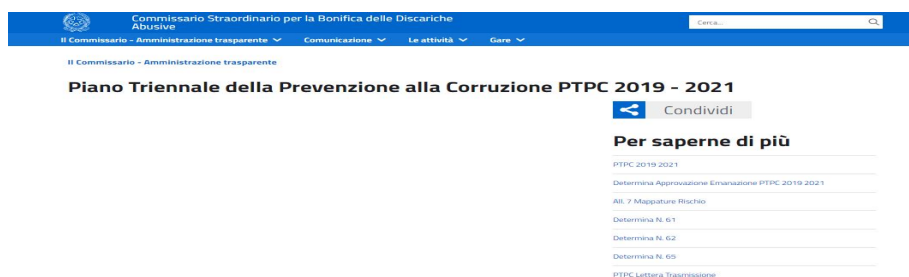 Commissario Straordinario per la Bonifica delle Discariche
Abusive
Cerca...
Il Commissario - Amministrazione trasparente
Comunicazione
Le attività
Gare
Il Commissario - Amministrazione trasparente
Piano Triennale della Prevenzione alla Corruzione PTPC 2019 - 2021
Condividi
Per saperne di più
PTPC 2019 2021
Determina Approvazione Emanazione PTPC 2019 2021
All. 7 Mappature Rischio
Determina N. 61
Determina N. 62
Determina N. 65
PTPC Lettera Trasmissione